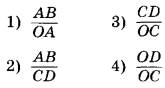 1) AB/OA
3) CD/OC
2) AB/CD
4) OD/OC